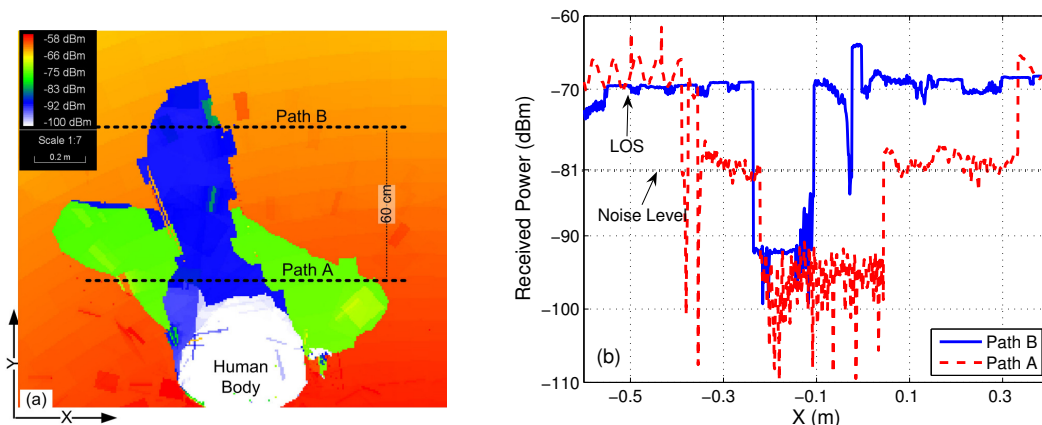 -58 dBm
-66 dBm
-75 dBm
-83 dBm
-92 dBm
-100 dBm
Scale 1:7
0.2 m
Path B
60 cm
Path A
Human
Body
Y
(a)
X
−60
−70
−81
−90
−100
−110
Received Power (dBm)
LOS
Noise Level
(b)
Path B
Path A
−0.5
−0.3
−0.1
0.1
0.3
X (m)